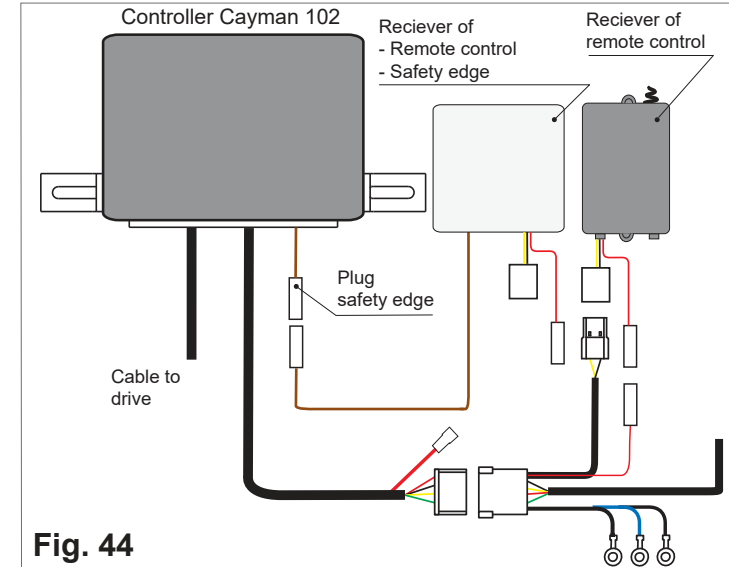 Controller Cayman 102
Reciever of
- Remote control
- Safety edge
Reciever of
remote control
Plug
safety edge
Cable to
drive
Fig. 44